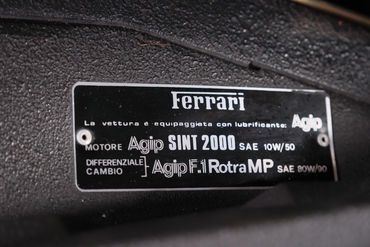 Ferrari
La vettura è equipaggiata con lubrificante: Agip
MOTORE Agip SINT 2000 SAE 10W/50
DIFFERENZIALE
CAMBIO Agip F.1 Rotra MP SAE 80W/90